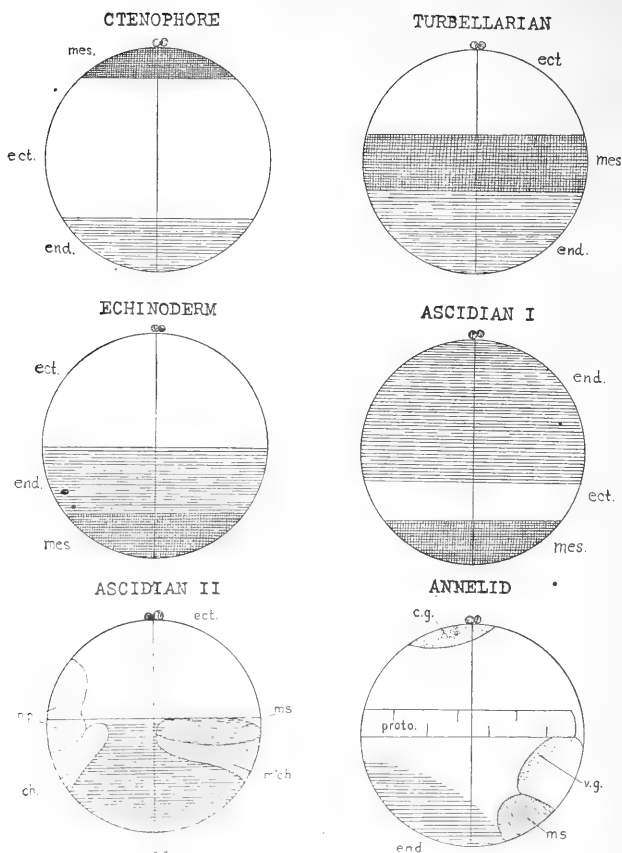 CTENOPHORE
mes.
ect.
end.
TURBELLARIAN
ect
mes
end.
ECHINODERM
ect.
end.
mes
ASCIDIAN I
end.
ect.
mes.
ASCIDIAN II
ect.
n.p.
ms
m'ch
ch.
ANNELID
c.g.
proto.
v.g.
ms
end